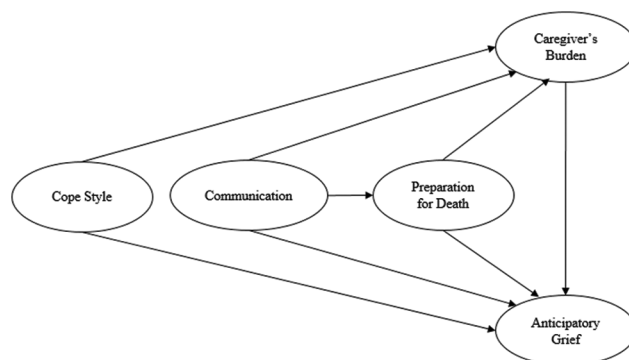 Caregiver's
Burden
Cope Style
Communication
Preparation
for Death
Anticipatory
Grief